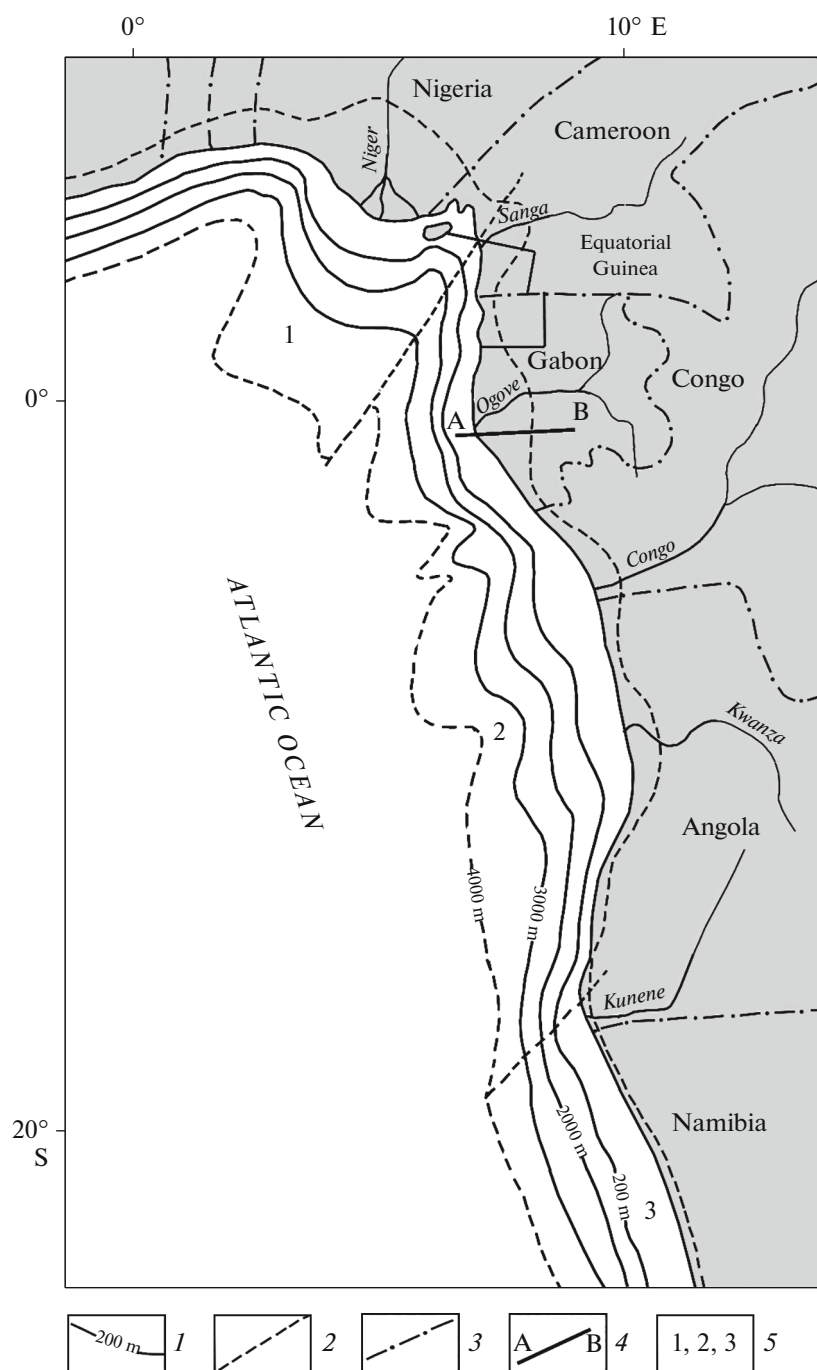 0°
10° E
Nigeria
Cameroon
Niger
Sanga
Equatorial
Guinea
1
Gabon
Congo
0°
Ogove
A
B
Congo
ATLANTIC OCEAN
2
Kwanza
Angola
4000 m
3000 m
Kunene
20°
S
Namibia
2000 m
200 m
3
200 m 1
2
3
A B 4
1, 2, 3 5